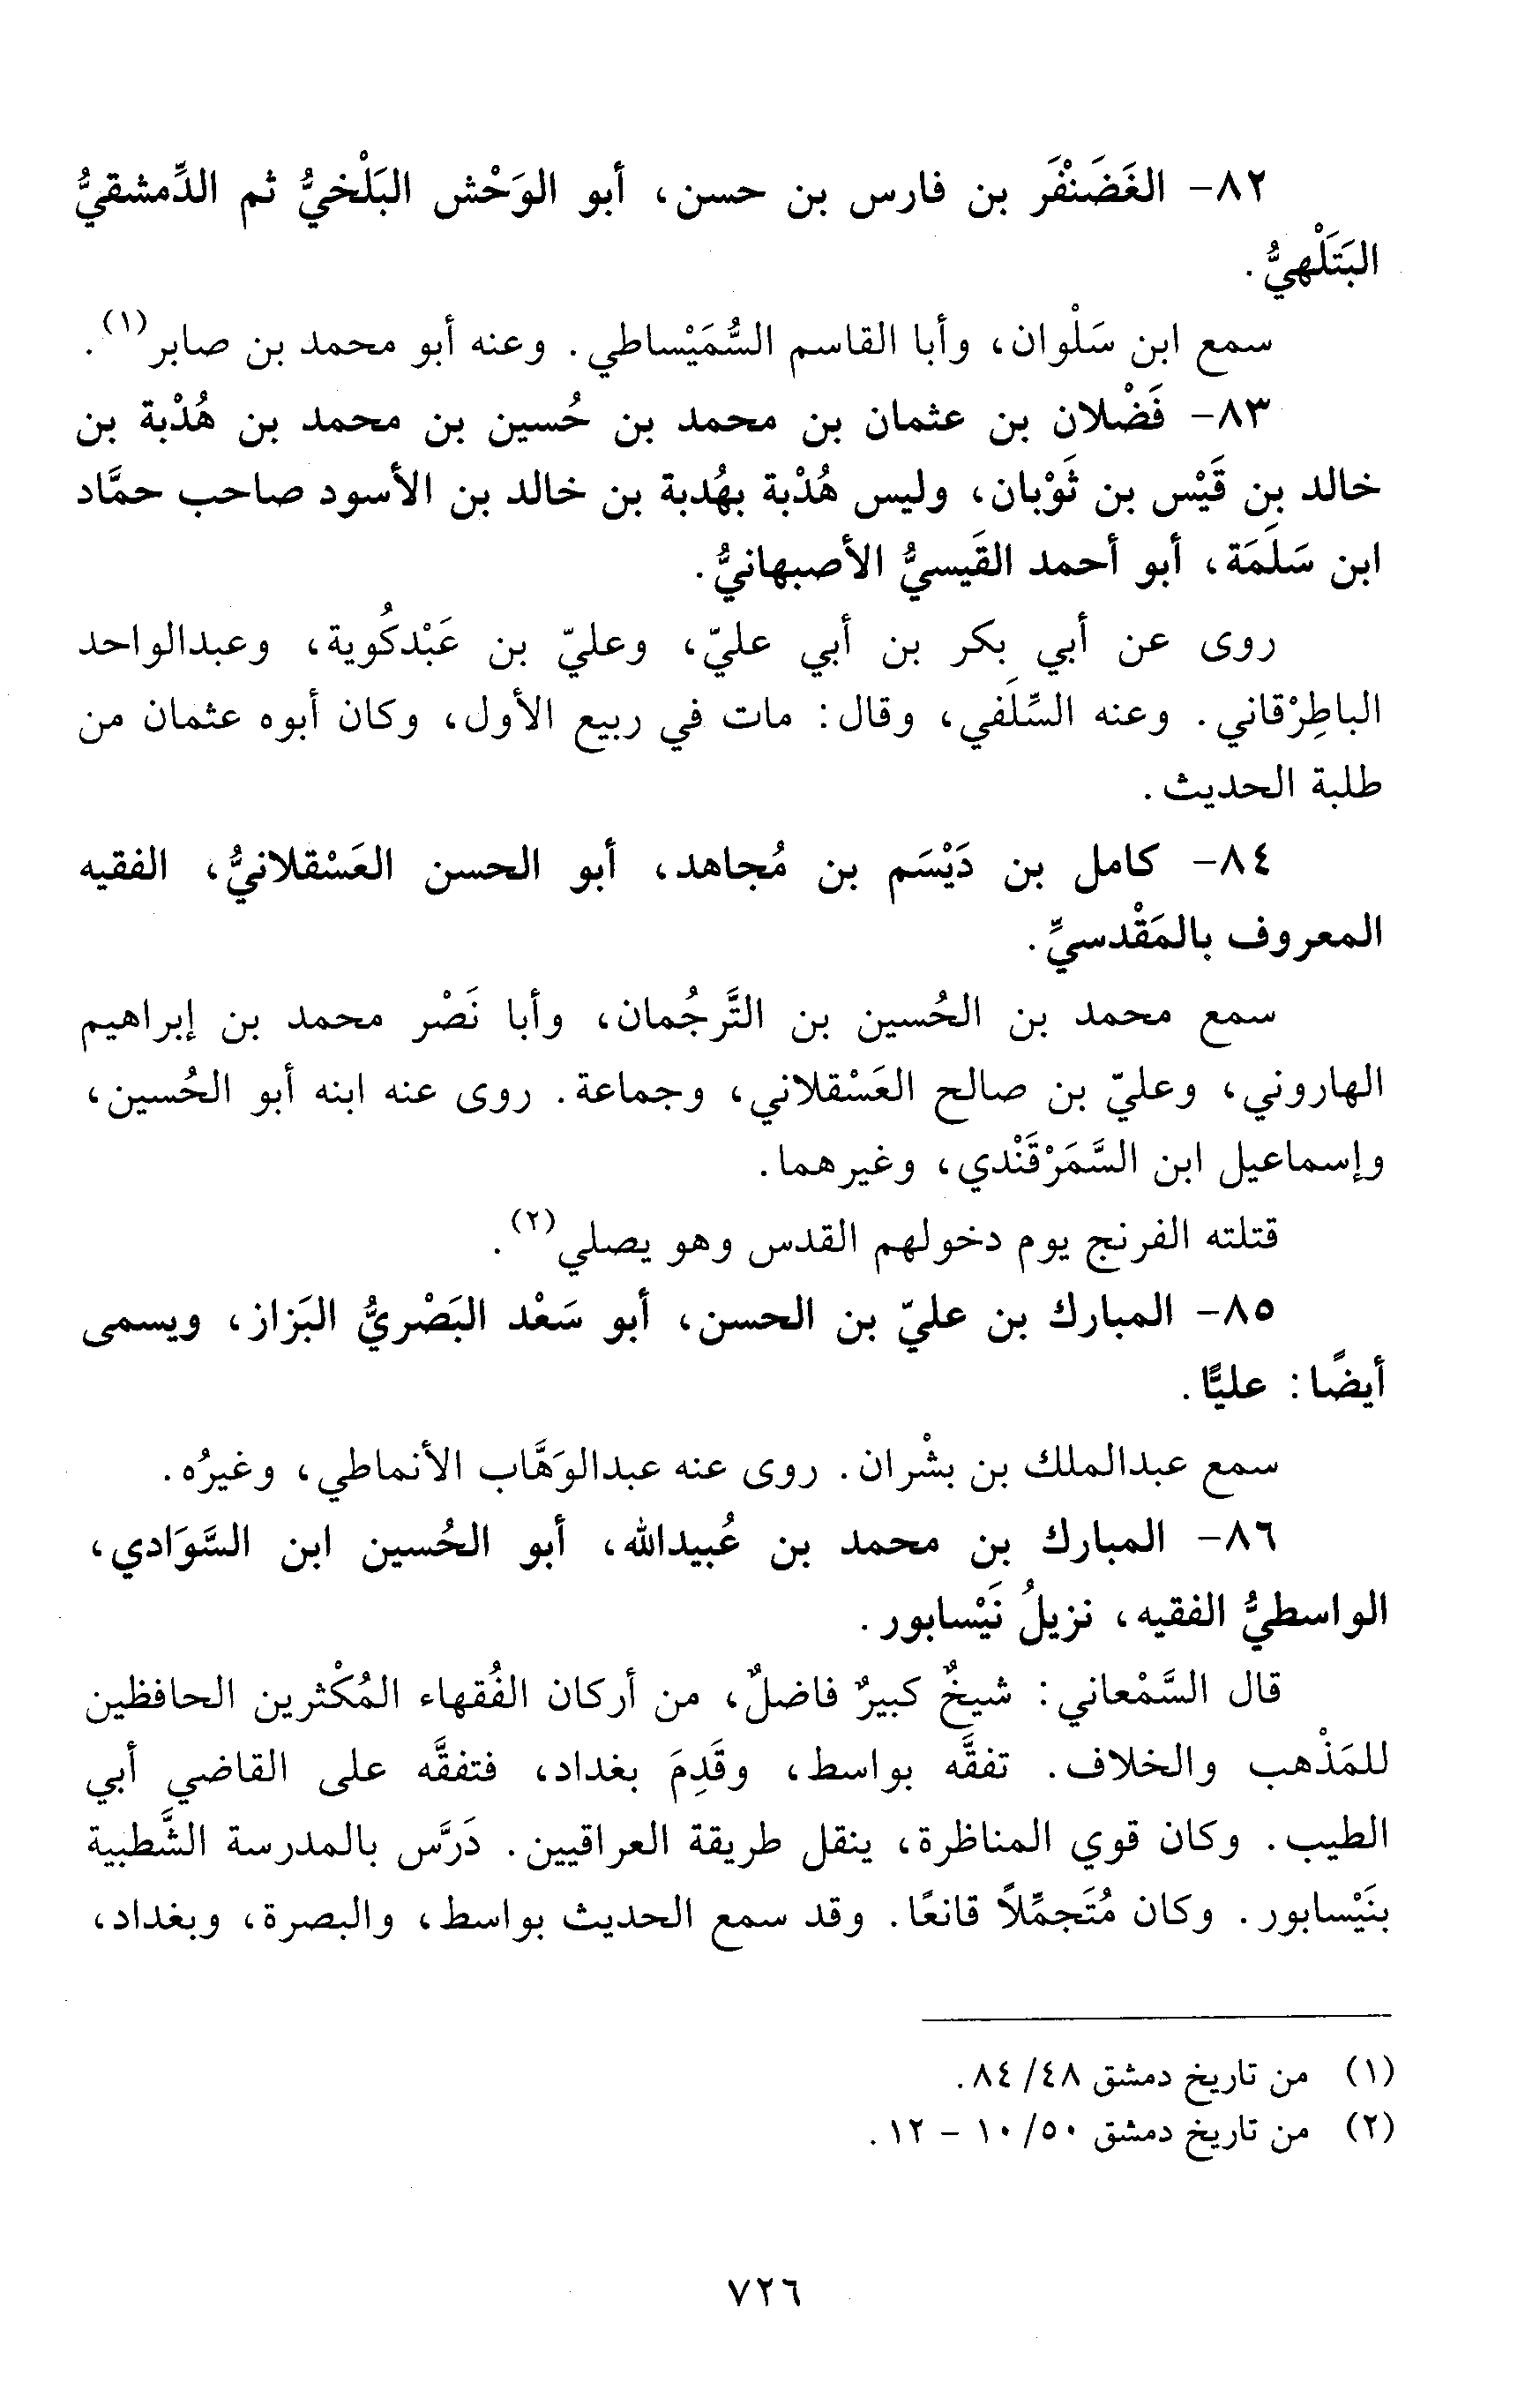 ٨٢- الغَضَنْفَر بن فارس بن حسن، أبو الوَحْش البَلْخيُّ ثم الدِّمشقيُّ
البَتَلْهيُّ.
سمع ابن سَلْوان، وأبا القاسم السُّمَيْساطي. وعنه أبو محمد بن صابر(١).
٨٣- فَضْلان بن عثمان بن محمد بن حُسين بن محمد بن هُدْبة بن
خالد بن قَيْس بن ثَوْبان، وليس هُدْبة بهُدبة بن خالد بن الأسود صاحب حمَّاد
ابن سَلَمَة، أبو أحمد القَيسيُّ الأصبهانيُّ.
روى عن أبي بكر بن أبي عليّ، وعليّ بن عَبْدكُوية، وعبدالواحد
الباطِرْقاني. وعنه السِّلَفي، وقال: مات في ربيع الأول، وكان أبوه عثمان من
طلبة الحديث.
٨٤- كامل بن دَيْسَم بن مُجاهد، أبو الحسن العَسْقلانيُّ، الفقيه
المعروف بالمَقْدسيِّ.
سمع محمد بن الحُسين بن التَّرجُمان، وأبا نَصْر محمد بن إبراهيم
الهاروني، وعليّ بن صالح العَسْقلاني، وجماعة. روى عنه ابنه أبو الحُسين،
وإسماعيل ابن السَّمَرْقَنْدي، وغيرهما.
قتلته الفرنج يوم دخولهم القدس وهو يصلي(٢).
٨٥- المبارك بن عليّ بن الحسن، أبو سَعْد البَصْريُّ البَزاز، ويسمى
أيضًا: عليًّا.
سمع عبدالملك بن بشْران. روى عنه عبدالوَهَّاب الأنماطي، وغيرُه.
٨٦- المبارك بن محمد بن عُبيدالله، أبو الحُسين ابن السَّوَادي،
الواسطيُّ الفقيه، نزيلُ نَيْسابور.
قال السَّمْعاني: شيخٌ كبيرٌ فاضلٌ، من أركان الفُقهاء المُكْثرين الحافظين
للمَذْهب والخلاف. تفقَّه بواسط، وقَدِمَ بغداد، فتفقَّه على القاضي أبي
الطيب. وكان قوي المناظرة، ينقل طريقة العراقيين. دَرَّس بالمدرسة الشَّطبية
بنَيْسابور. وكان مُتَجمِّلاً قانعًا. وقد سمع الحديث بواسط، والبصرة، وبغداد،
(١) من تاريخ دمشق ٤٨/ ٨٤.
(٢) من تاريخ دمشق ٥٠/ ١٠ - ١٢.
٧٢٦